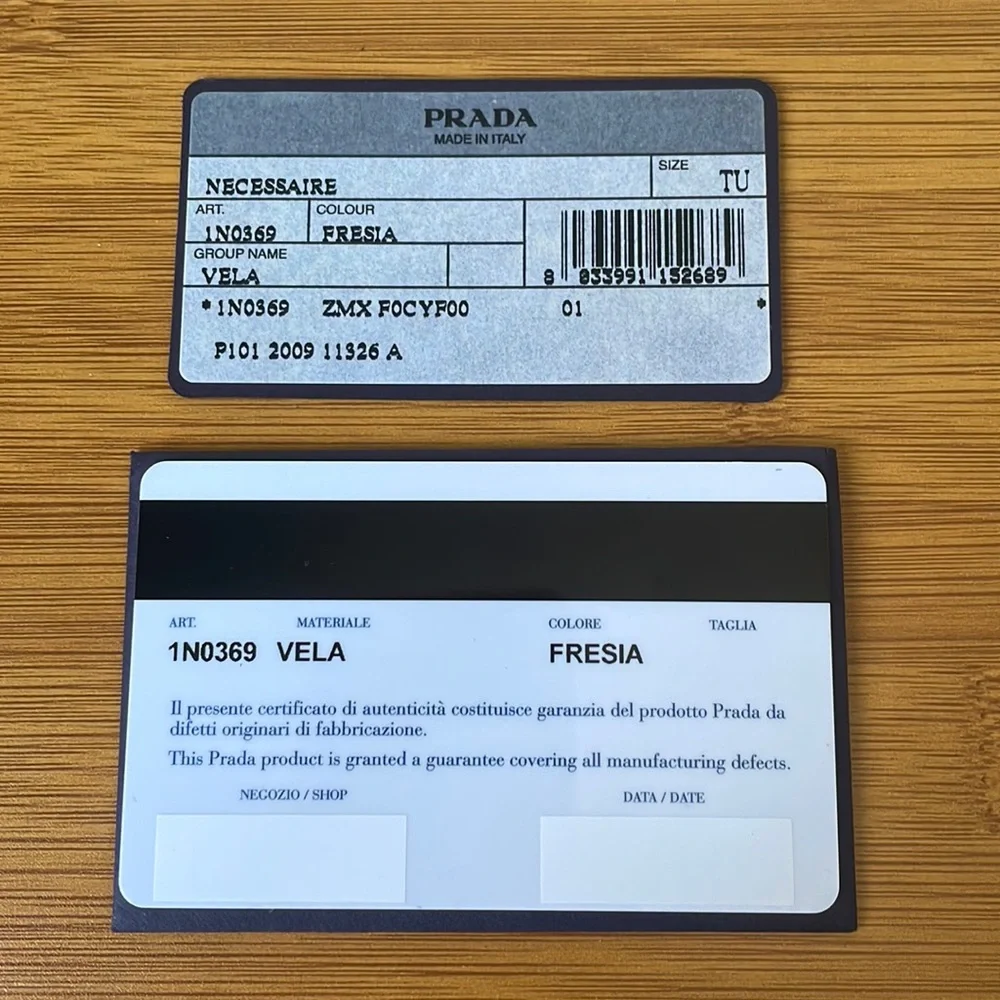 PRADA
MADE IN ITALY
NECESSAIRE
SIZE TU
ART. COLOUR
1N0369 FRESIA
GROUP NAME
VELA
8 033991 152689
*1N0369 ZMX F0CYF00 01 *
P101 2009 11326 A
ART. MATERIALE COLORE TAGLIA
1N0369 VELA FRESIA
Il presente certificato di autenticità costituisce garanzia del prodotto Prada da
difetti originari di fabbricazione.
This Prada product is granted a guarantee covering all manufacturing defects.
NEGOZIO / SHOP DATA / DATE